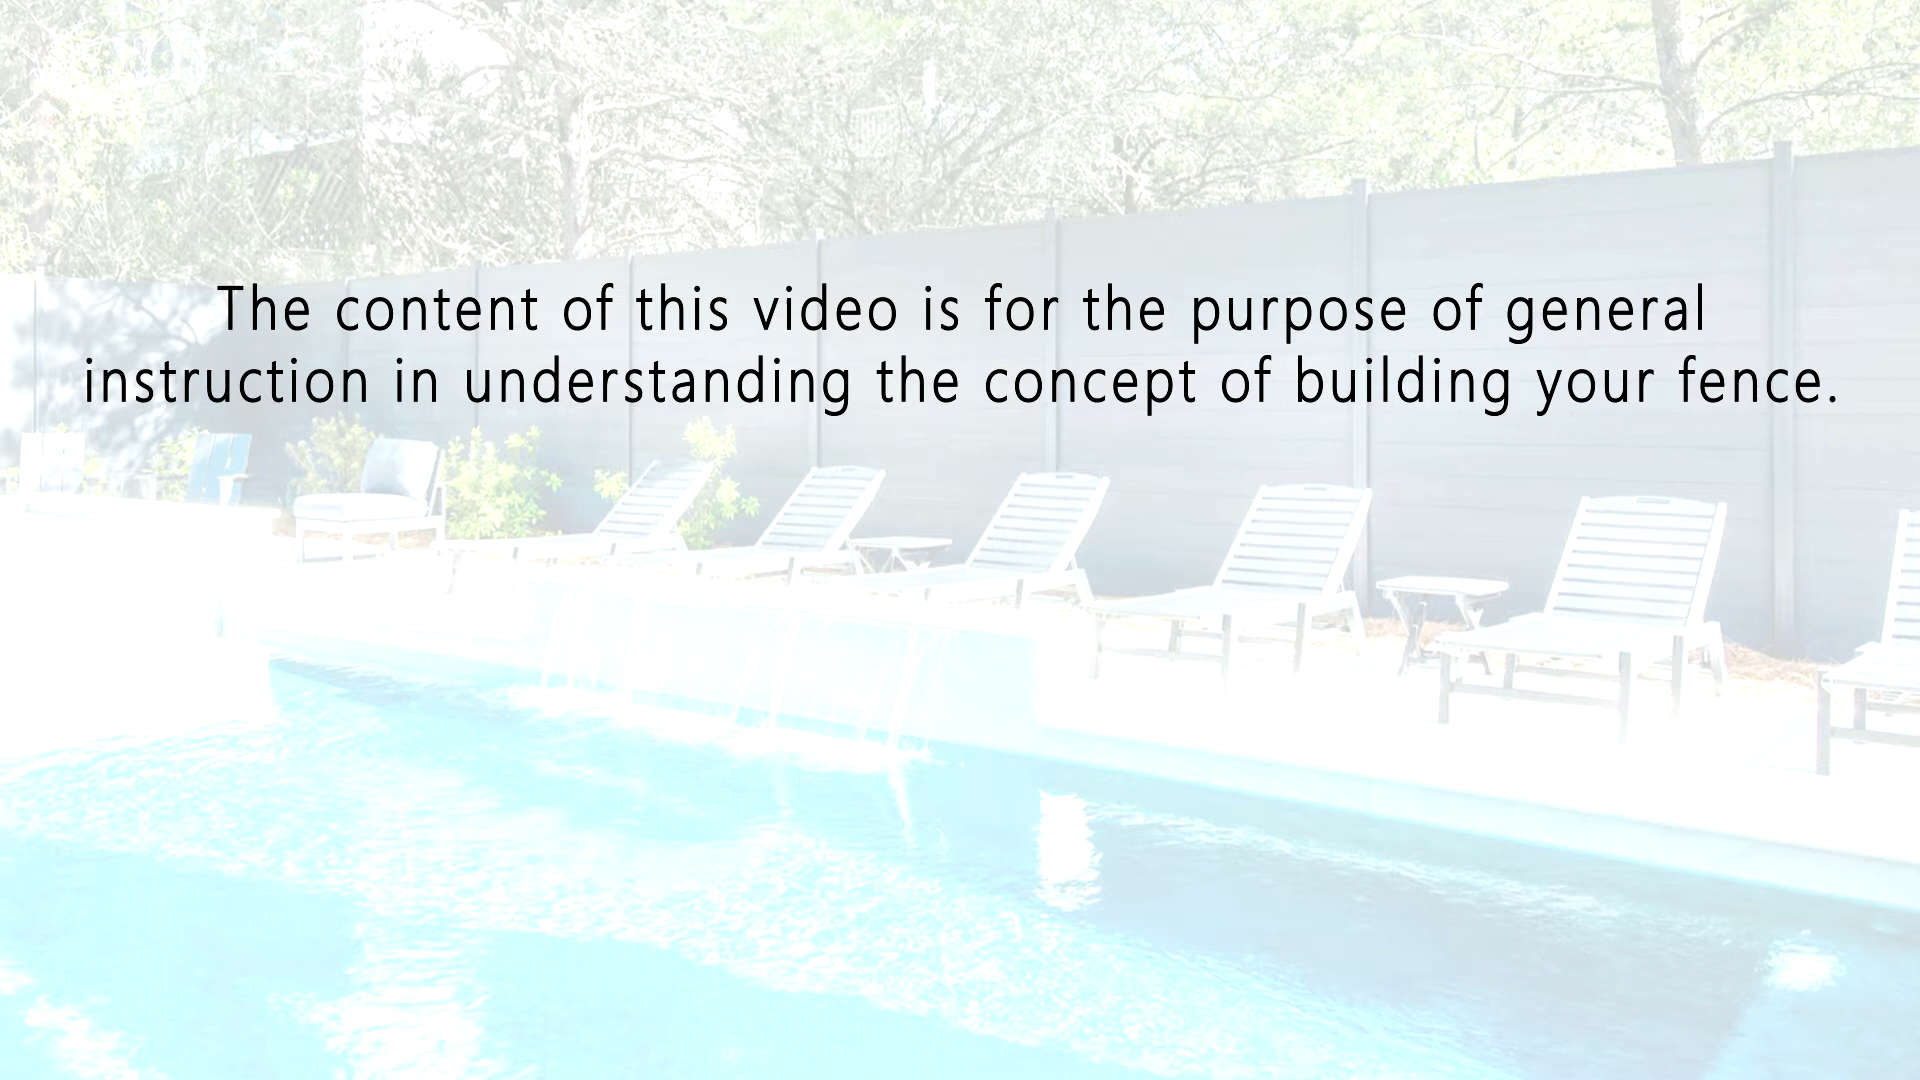 The content of this video is for the purpose of general
instruction in understanding the concept of building your fence.